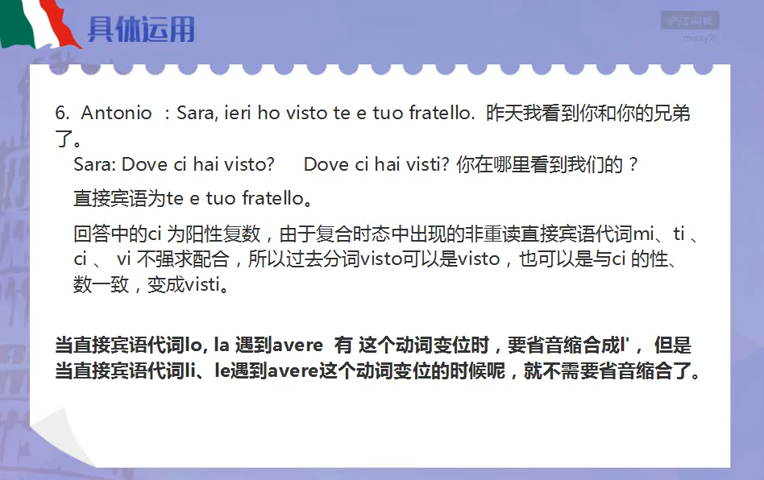 具体运用
沪江网校
missy20
6. Antonio ：Sara, ieri ho visto te e tuo fratello. 昨天我看到你和你的兄弟
了。
Sara: Dove ci hai visto? Dove ci hai visti? 你在哪里看到我们的？
直接宾语为te e tuo fratello。
回答中的ci 为阳性复数，由于复合时态中出现的非重读直接宾语代词mi、ti 、
ci 、 vi 不强求配合，所以过去分词visto可以是visto，也可以是与ci 的性、
数一致，变成visti。
当直接宾语代词lo, la 遇到avere 有 这个动词变位时，要省音缩合成l'， 但是
当直接宾语代词li、le遇到avere这个动词变位的时候呢，就不需要省音缩合了。